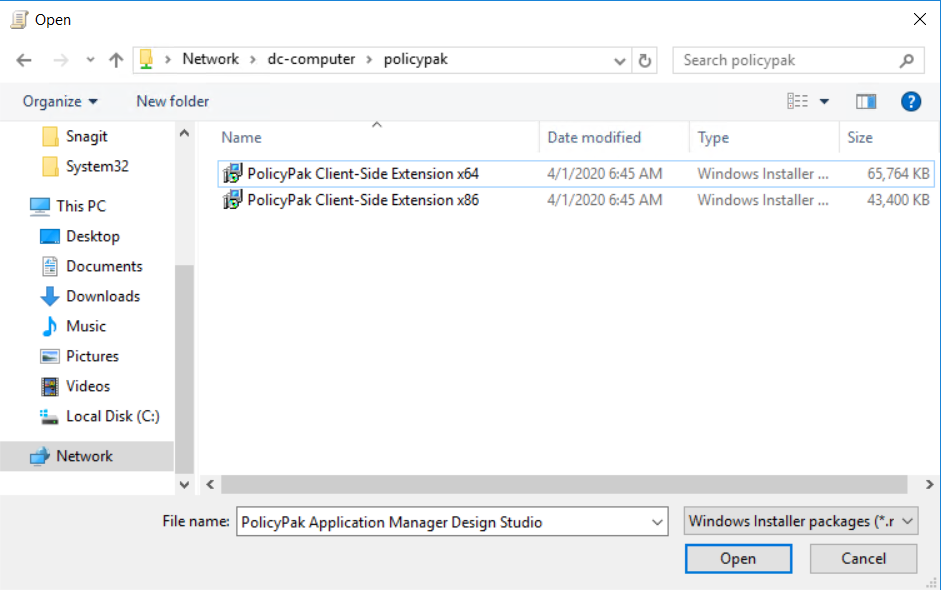 Open
Network > dc-computer > policypak
Search policypak
Organize
New folder
Name
Date modified
Type
Size
Snagit
System32
This PC
Desktop
Documents
Downloads
Music
Pictures
Videos
Local Disk (C:)
Network
PolicyPak Client-Side Extension x64 4/1/2020 6:45 AM Windows Installer ... 65,764 KB
PolicyPak Client-Side Extension x86 4/1/2020 6:45 AM Windows Installer ... 43,400 KB
File name: PolicyPak Application Manager Design Studio
Windows Installer packages (*.r
Open
Cancel